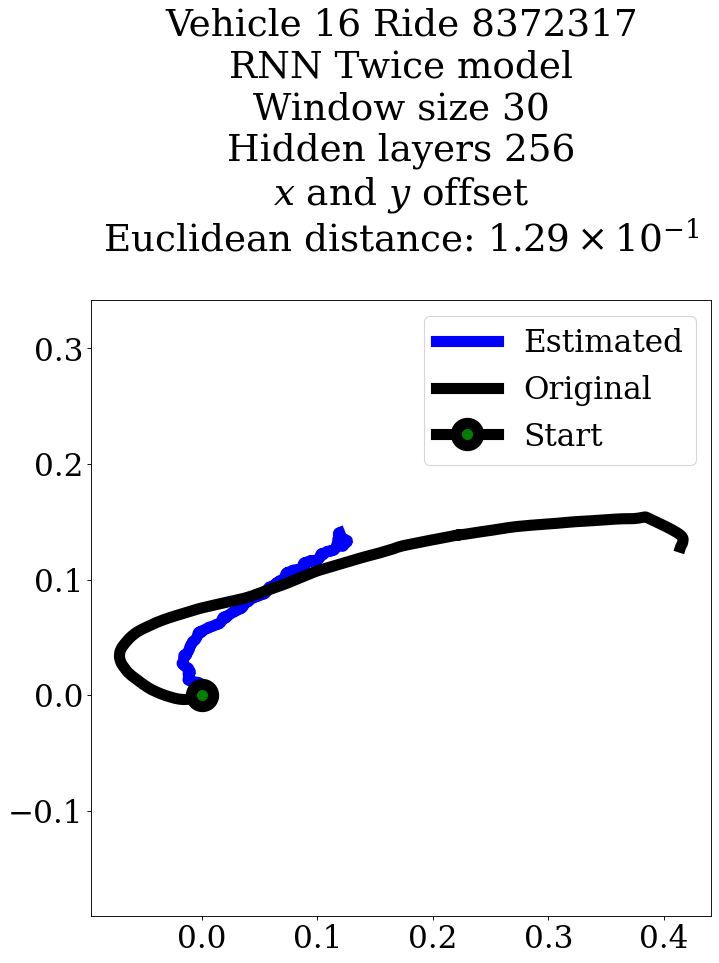 Vehicle 16 Ride 8372317
RNN Twice model
Window size 30
Hidden layers 256
x and y offset
Euclidean distance: 1.29 × 10⁻¹
Estimated
Original
Start
0.3
0.2
0.1
0.0
−0.1
0.0 0.1 0.2 0.3 0.4